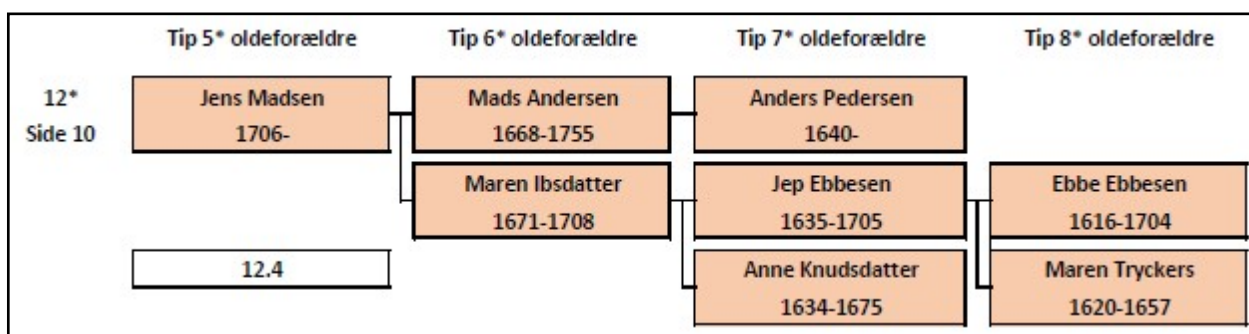 Tip 5* oldeforældre Tip 6* oldeforældre Tip 7* oldeforældre Tip 8* oldeforældre
12* Jens Madsen Mads Andersen Anders Pedersen
Side 10 1706- 1668-1755 1640-
Maren Ibsdatter Jep Ebbesen Ebbe Ebbesen
1671-1708 1635-1705 1616-1704
12.4 Anne Knudsdatter Maren Tryckers
1634-1675 1620-1657